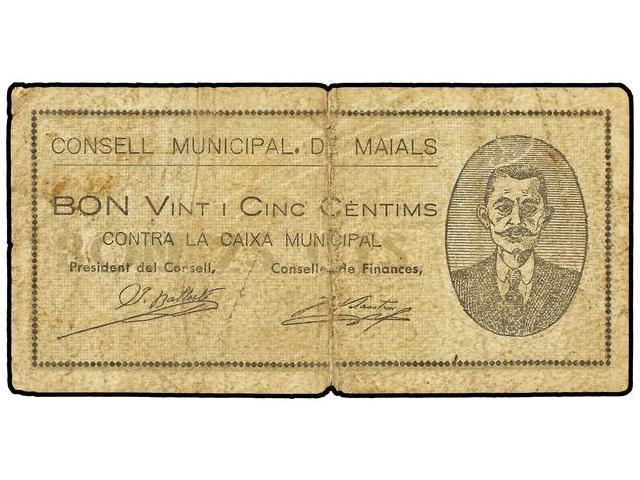 CONSELL MUNICIPAL DE MAIALS
BON VINT I CINC CÈNTIMS
CONTRA LA CAIXA MUNICIPAL
President del Consell, Conseller de Finances,